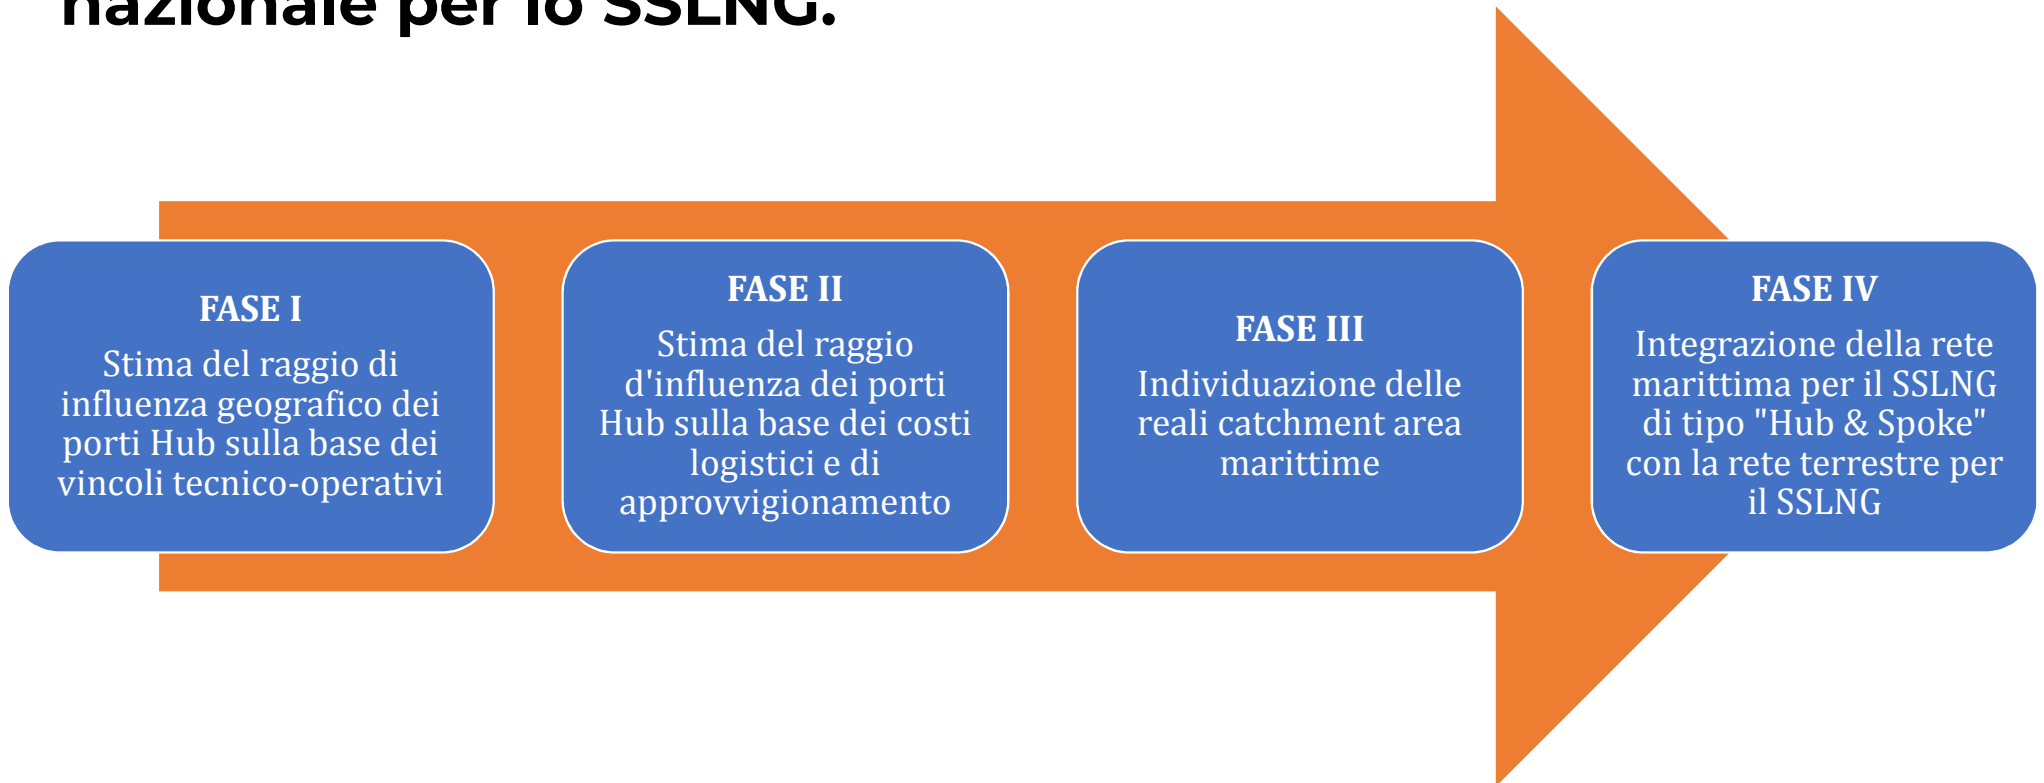 nazionale per lo SSLNG.
FASE I
Stima del raggio di
influenza geografico dei
porti Hub sulla base dei
vincoli tecnico-operativi
FASE II
Stima del raggio
d'influenza dei porti
Hub sulla base dei costi
logistici e di
approvvigionamento
FASE III
Individuazione delle
reali catchment area
marittime
FASE IV
Integrazione della rete
marittima per il SSLNG
di tipo "Hub & Spoke"
con la rete terrestre per
il SSLNG